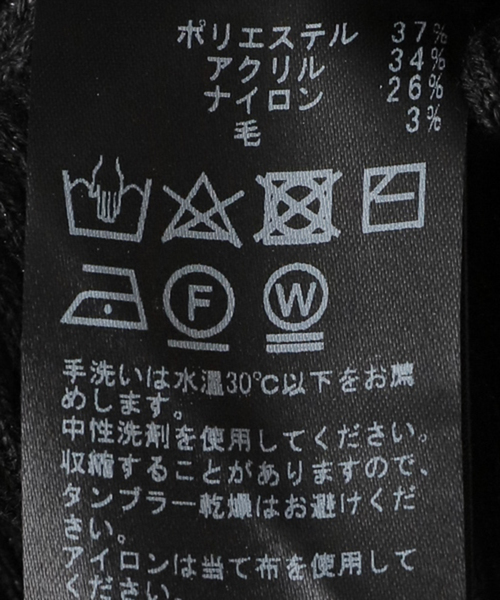 ポリエステル 37%
アクリル 34%
ナイロン 26%
毛 3%
F W
手洗いは水温30℃以下をお薦
めします。
中性洗剤を使用してください。
収縮することがありますので、
タンブラー乾燥はお避けくだ
さい。
アイロンは当て布を使用して
ください。